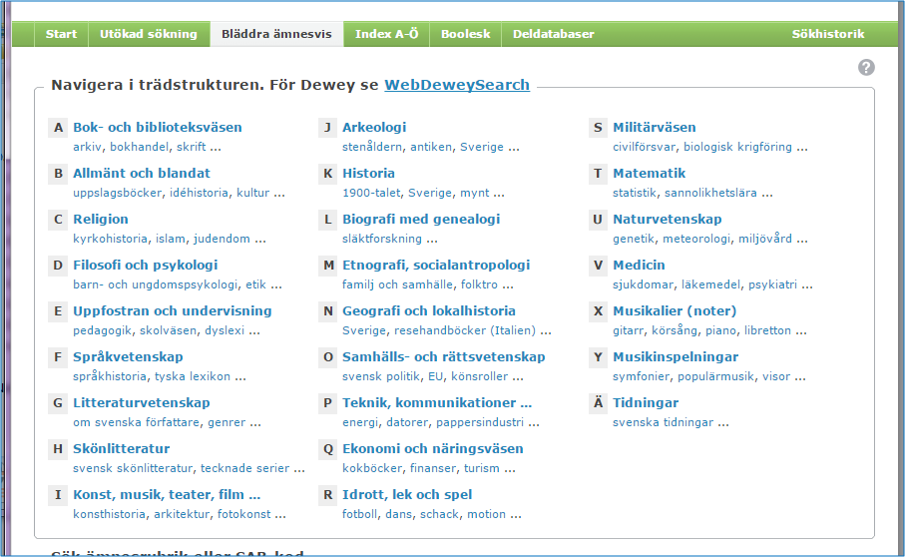 Start Utökad sökning Bläddra ämnesvis Index A-Ö Boolesk Deldatabaser Sökhistorik
?
Navigera i trädstrukturen. För Dewey se WebDeweySearch
A Bok- och biblioteksväsen
arkiv, bokhandel, skrift ...
B Allmänt och blandat
uppslagsböcker, idéhistoria, kultur ...
C Religion
kyrkohistoria, islam, judendom ...
D Filosofi och psykologi
barn- och ungdomspsykologi, etik ...
E Uppfostran och undervisning
pedagogik, skolväsen, dyslexi ...
F Språkvetenskap
språkhistoria, tyska lexikon ...
G Litteraturvetenskap
om svenska författare, genrer ...
H Skönlitteratur
svensk skönlitteratur, tecknade serier ...
I Konst, musik, teater, film ...
konsthistoria, arkitektur, fotokonst ...
J Arkeologi
stenåldern, antiken, Sverige ...
K Historia
1900-talet, Sverige, mynt ...
L Biografi med genealogi
släktforskning ...
M Etnografi, socialantropologi
familj och samhälle, folktro ...
N Geografi och lokalhistoria
Sverige, resehandböcker (Italien) ...
O Samhälls- och rättsvetenskap
svensk politik, EU, könsroller ...
P Teknik, kommunikationer ...
energi, datorer, pappersindustri ...
Q Ekonomi och näringsväsen
kokböcker, finanser, turism ...
R Idrott, lek och spel
fotboll, dans, schack, motion ...
S Militärväsen
civilförsvar, biologisk krigföring ...
T Matematik
statistik, sannolikhetslära ...
U Naturvetenskap
genetik, meteorologi, miljövård ...
V Medicin
sjukdomar, läkemedel, psykiatri ...
X Musikalier (noter)
gitarr, körsång, piano, libretton ...
Y Musikinspelningar
symfonier, populärmusik, visor ...
Ä Tidningar
svenska tidningar ...
Sök ämnesrubrik eller SAB-kod